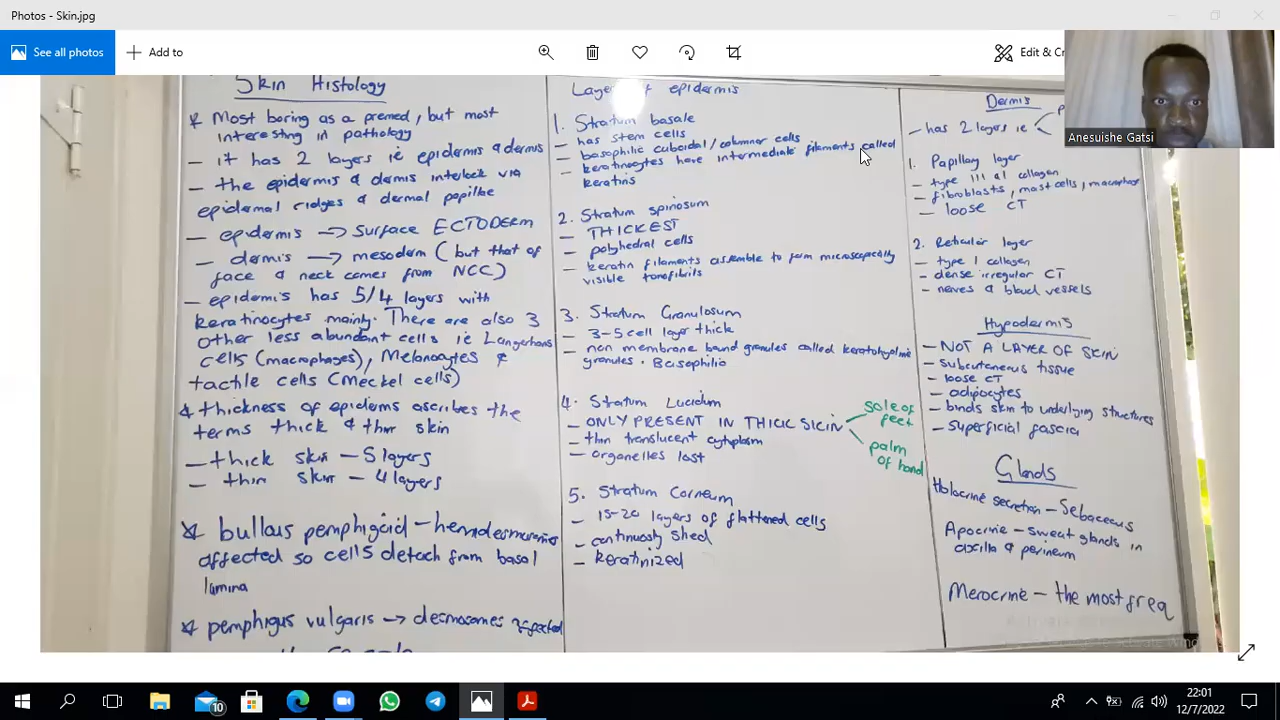 Photos - Skin.jpg
See all photos
Add to
Edit & Cr
Anesuishe Gatsi
Skin Histology
* Most boring as a premed, but most
interesting in pathology
- it has 2 layers ie epidermis & dermis
- the epidermis & dermis interlock via
epidermal ridges & dermal papillae
- epidermis → Surface ECTODERM
- dermis → mesoderm (but that of
face & neck comes from NCC)
- epidermis has 5/4 layers with
keratinocytes mainly. There are also 3
other less abundant cells ie Langerhans
cells (macrophages), Melanocytes &
tactile cells (Meckel cells)
* thickness of epiderms ascribes the
terms thick & thin skin
- thick skin - 5 layers
- thin skin - 4 layers
* bullous pemphigoid - hemidesmosomes
affected so cells detach from basal
lamina
* pemphigus vulgaris → desmosomes affected
Layers of epidermis
1. Stratum basale
- has stem cells
- basophilic cuboidal/columnar cells
- keratinocytes have intermediate filaments called
keratins
2. Stratum spinosum
- THICKEST
- polyhedral cells
- keratin filaments assemble to form microscopically
visible tonofibrils
3. Stratum Granulosum
- 3-5 cell layer thick
- non membrane bound granules called keratohyalin
granules. Basophilic
4. Stratum Lucidum
- ONLY PRESENT IN THICK SKIN
sole of
feet
palm
of hand
- thin translucent cytoplasm
- organelles lost
5. Stratum Corneum
- 15-20 layers of flattened cells
- continuously shed
- keratinized
Dermis
- has 2 layers ie
1. Papillary layer
- type III & I collagen
- fibroblasts, mast cells, macrophages
- loose CT
2. Reticular layer
- type I collagen
- dense irregular CT
- nerves & blood vessels
Hypodermis
- NOT A LAYER OF SKIN
- subcutaneous tissue
- loose CT
- adipocytes
- binds skin to underlying structures
- superficial fascia
Glands
Holocrine secretion - Sebaceous
Apocrine - sweat glands in
axilla & perineum
Merocrine - the most freq
10
22:01
12/7/2022